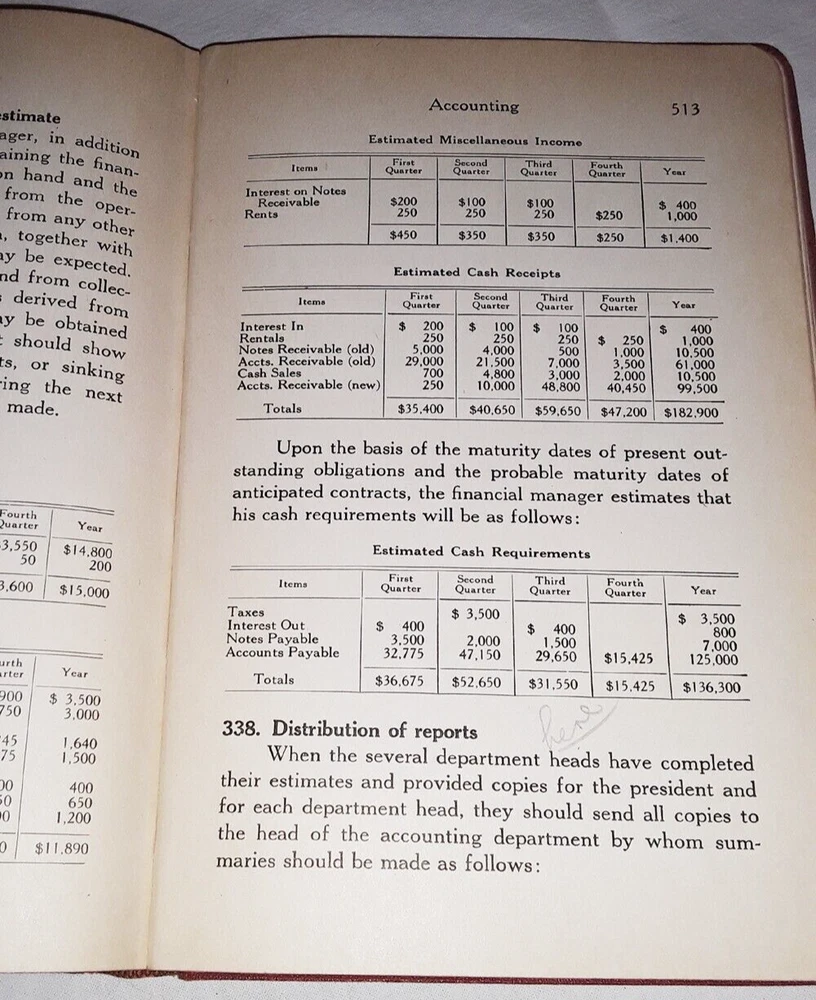 estimate
ager, in addition
aining the finan-
on hand and the
from the oper-
from any other
, together with
ay be expected.
nd from collec-
derived from
ay be obtained
should show
ts, or sinking
ring the next
made.
Fourth
Quarter Year
3,550 $14,800
50 200
3,600 $15,000
urth
arter Year
900 $ 3,500
750 3,000
45 1,640
75 1,500
00 400
50 650
00 1,200
0 $11,890
Accounting 513
Estimated Miscellaneous Income
Items First Quarter Second Quarter Third Quarter Fourth Quarter Year
Interest on Notes
Receivable $200 $100 $100 $ 400
Rents 250 250 250 $250 1,000
$450 $350 $350 $250 $1,400
Estimated Cash Receipts
Items First Quarter Second Quarter Third Quarter Fourth Quarter Year
Interest In $ 200 $ 100 $ 100 $ 400
Rentals 250 250 250 $ 250 1,000
Notes Receivable (old) 5,000 4,000 500 1,000 10,500
Accts. Receivable (old) 29,000 21,500 7,000 3,500 61,000
Cash Sales 700 4,800 3,000 2,000 10,500
Accts. Receivable (new) 250 10,000 48,800 40,450 99,500
Totals $35,400 $40,650 $59,650 $47,200 $182,900
Upon the basis of the maturity dates of present out-
standing obligations and the probable maturity dates of
anticipated contracts, the financial manager estimates that
his cash requirements will be as follows:
Estimated Cash Requirements
Items First Quarter Second Quarter Third Quarter Fourth Quarter Year
Taxes $ 3,500 $ 3,500
Interest Out $ 400 $ 400 800
Notes Payable 3,500 2,000 1,500 7,000
Accounts Payable 32,775 47,150 29,650 $15,425 125,000
Totals $36,675 $52,650 $31,550 $15,425 $136,300
here
338. Distribution of reports
When the several department heads have completed
their estimates and provided copies for the president and
for each department head, they should send all copies to
the head of the accounting department by whom sum-
maries should be made as follows: